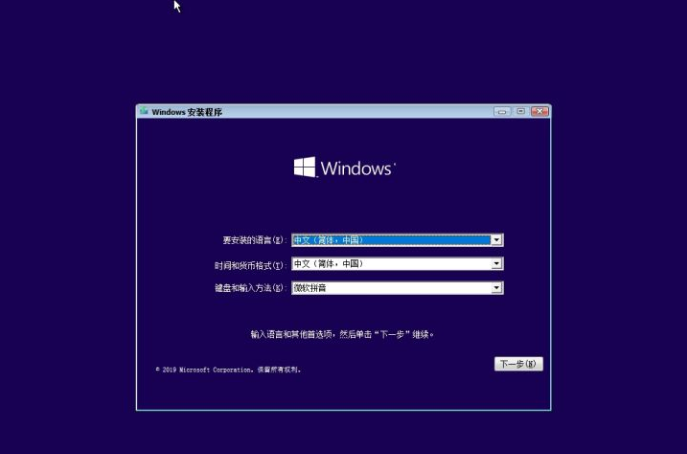 Windows 安装程序
Windows
要安装的语言(E): 中文(简体，中国)
时间和货币格式(T): 中文(简体，中国)
键盘和输入方法(K): 微软拼音
输入语言和其他首选项，然后单击“下一步”继续。
© 2019 Microsoft Corporation。保留所有权利。
下一步(N)